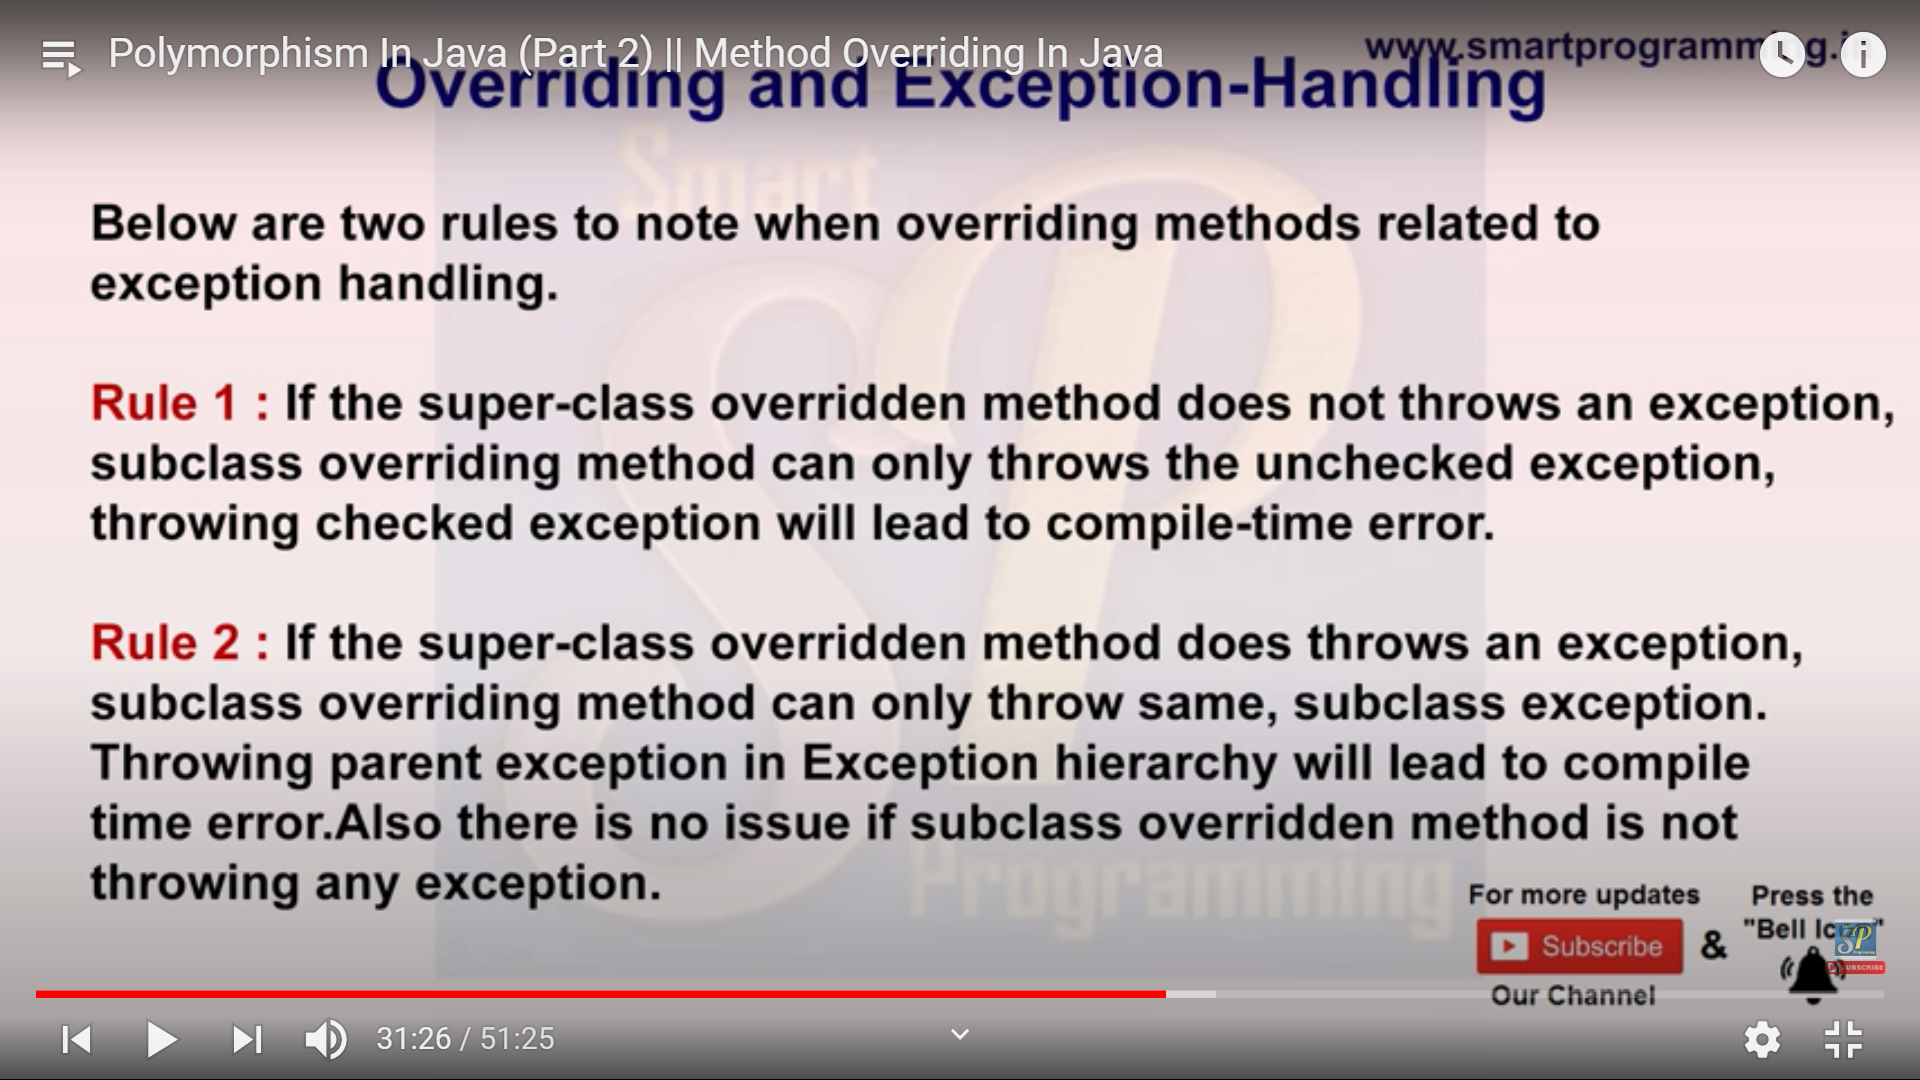 Polymorphism In Java (Part 2) || Method Overriding In Java
www.smartprogramming.i
Overriding and Exception-Handling
Smart
Below are two rules to note when overriding methods related to
exception handling.
Rule 1 : If the super-class overridden method does not throws an exception,
subclass overriding method can only throws the unchecked exception,
throwing checked exception will lead to compile-time error.
Rule 2 : If the super-class overridden method does throws an exception,
subclass overriding method can only throw same, subclass exception.
Throwing parent exception in Exception hierarchy will lead to compile
time error.Also there is no issue if subclass overridden method is not
throwing any exception.
SP
Programming
For more updates
Subscribe
Our Channel
&
Press the
"Bell
SP
SUBSCRIBE
31:26 / 51:25